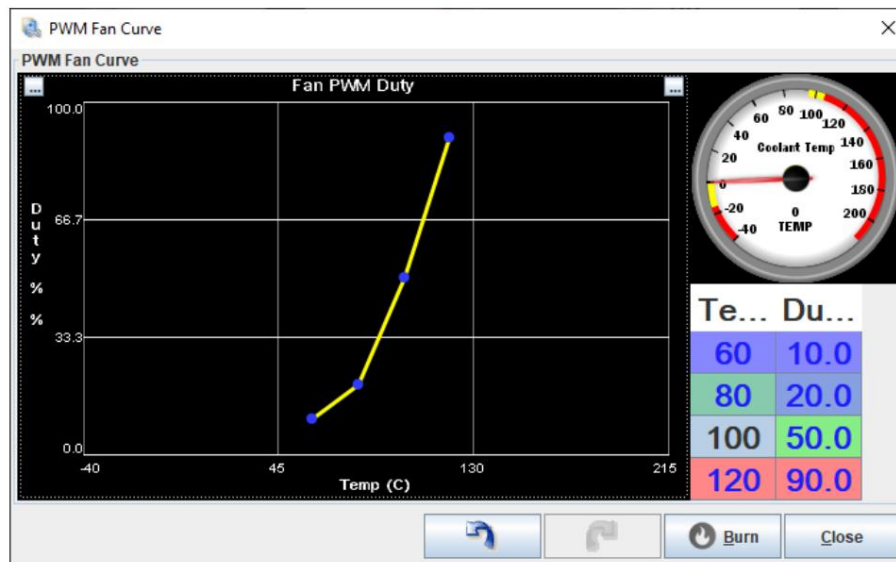 PWM Fan Curve
PWM Fan Curve
...
Fan PWM Duty
...
100.0
66.7
33.3
0.0
Duty % %
-40
45
130
215
Temp (C)
-40
-20
0
20
40
60
80
100
120
140
160
180
200
Coolant Temp
0
TEMP
Te... Du...
60 10.0
80 20.0
100 50.0
120 90.0
Burn
Close